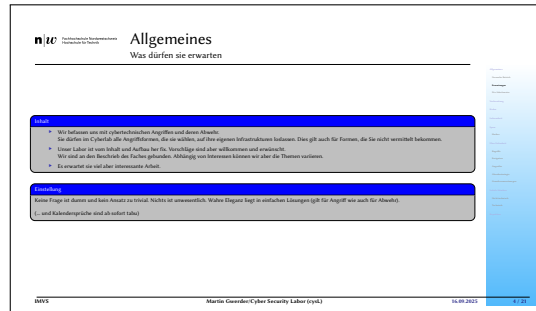 n|w Fachhochschule Nordwestschweiz
Hochschule für Technik
Allgemeines
Was dürfen sie erwarten
Inhalt
Wir befassen uns mit cybertechnischen Angriffen und deren Abwehr.
Sie dürfen im Cyberlab alle Angriffsformen, die sie wählen, auf ihre eigenen Infrastrukturen loslassen. Dies gilt auch für Formen, die Sie nicht vermittelt bekommen.
Unser Labor ist vom Inhalt und Aufbau her fix. Vorschläge sind aber willkommen und erwünscht.
Wir sind an den Beschrieb des Faches gebunden. Abhängig von Interessen können wir aber die Themen variieren.
Es erwartet sie viel aber interessante Arbeit.
Einstellung
Keine Frage ist dumm und kein Ansatz zu trivial. Nichts ist unwesentlich. Wahre Eleganz liegt in einfachen Lösungen (gilt für Angriff wie auch für Abwehr).
(... und Kalendersprüche sind ab sofort tabu)
IMVS
Martin Gwerder/Cyber Security Labor (cysL)
16.09.2025
4 / 21